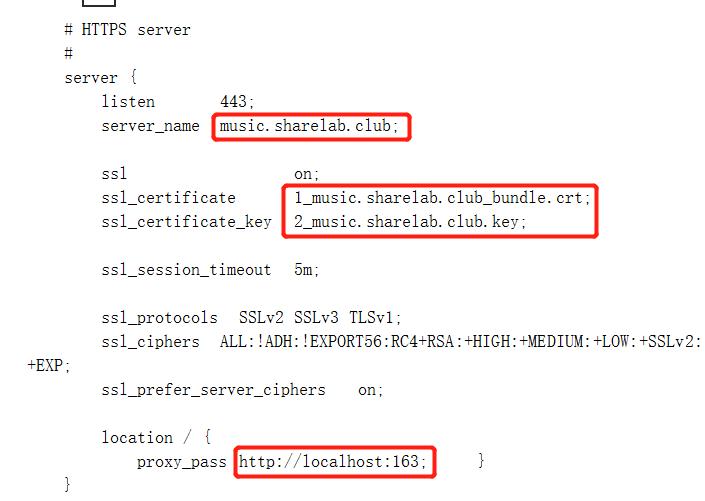 # HTTPS server
#
server {
listen 443;
server_name music.sharelab.club;
ssl on;
ssl_certificate 1_music.sharelab.club_bundle.crt;
ssl_certificate_key 2_music.sharelab.club.key;
ssl_session_timeout 5m;
ssl_protocols SSLv2 SSLv3 TLSv1;
ssl_ciphers ALL:!ADH:!EXPORT56:RC4+RSA:+HIGH:+MEDIUM:+LOW:+SSLv2:
+EXP;
ssl_prefer_server_ciphers on;
location / {
proxy_pass http://localhost:163; }
}